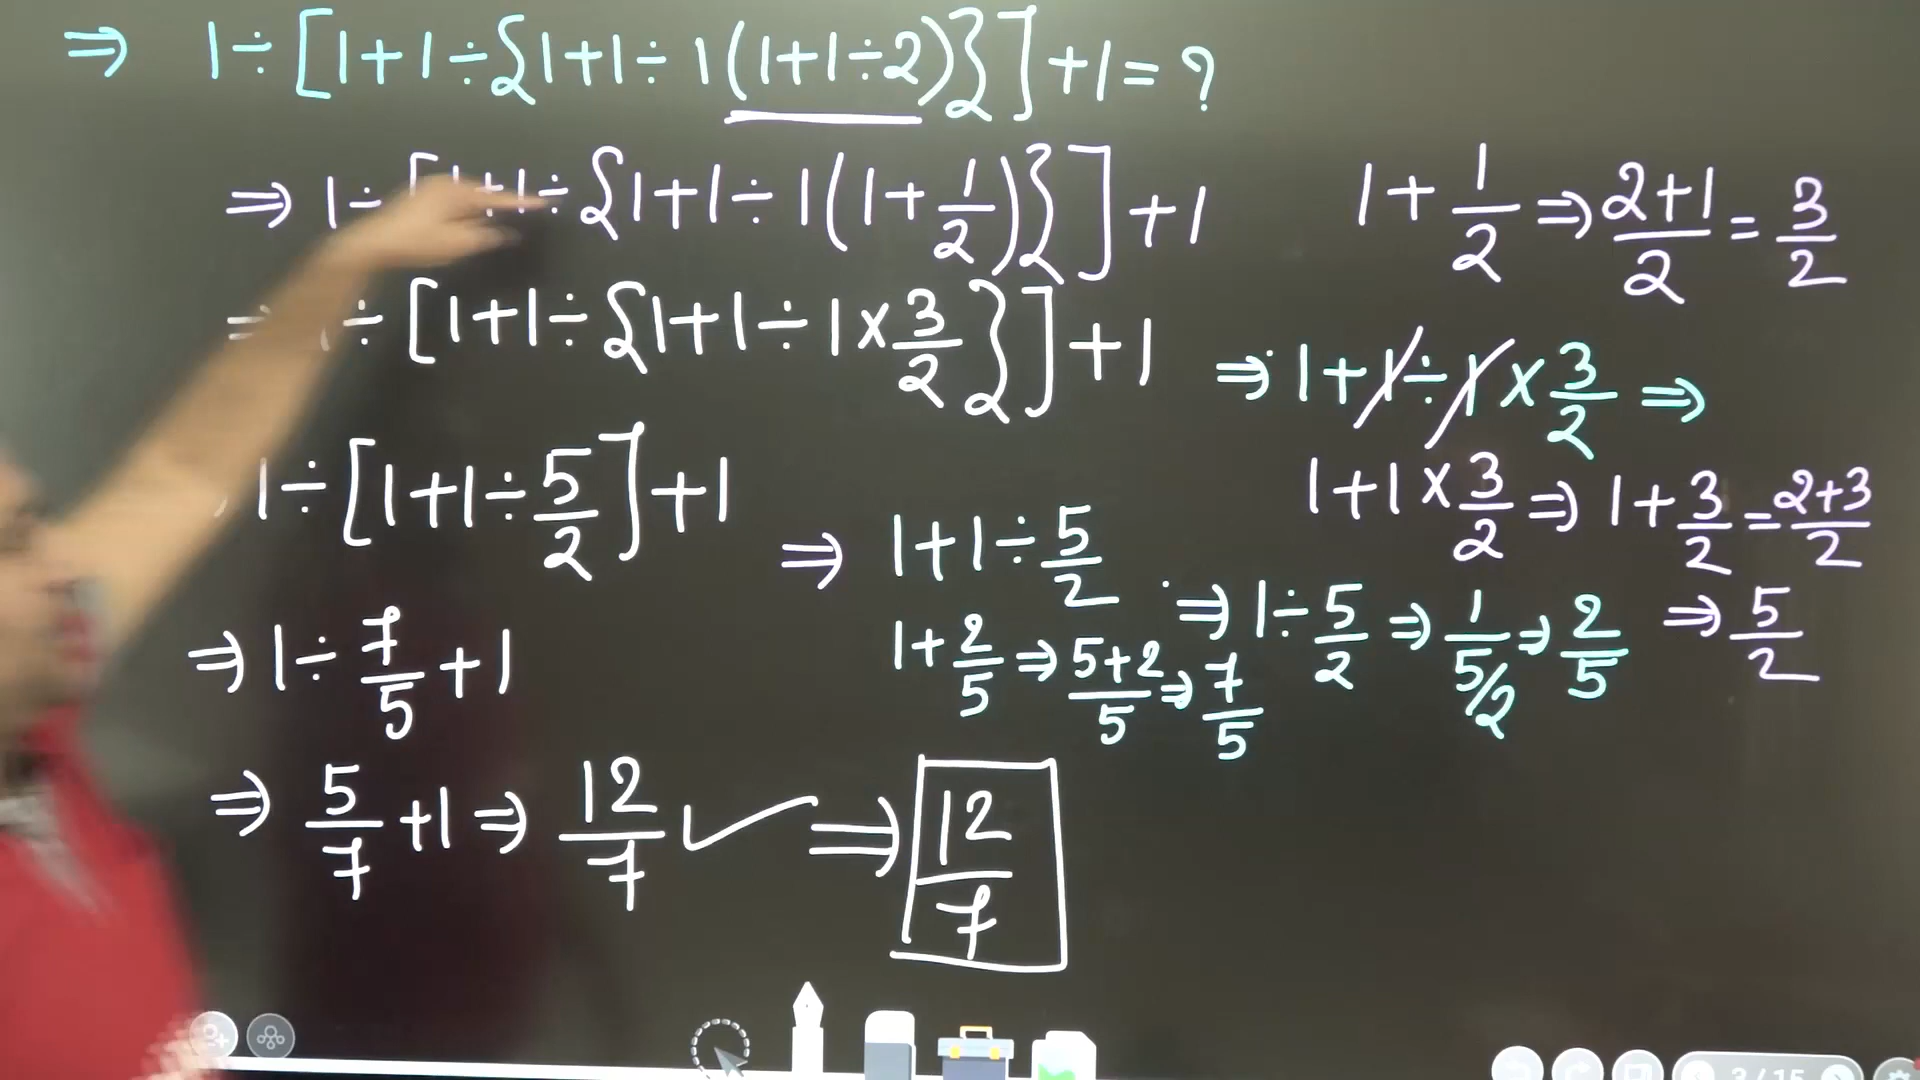 ⇒ 1÷[1+1÷{1+1÷1(1+1÷2)}]+1=?
⇒ 1÷[1+1÷{1+1÷1(1+1/2)}]+1
⇒ 1÷[1+1÷{1+1÷1×3/2}]+1
1÷[1+1÷5/2]+1
⇒ 1÷7/5+1
⇒ 5/7+1 ⇒ 12/7 ✓ ⇒ 12/7
1+1/2 ⇒ 2+1/2 = 3/2
⇒ 1+1÷1×3/2 ⇒
1+1×3/2 ⇒ 1+3/2 = 2+3/2
⇒ 5/2
⇒ 1+1÷5/2
⇒ 1÷5/2 ⇒ 1/5/2 ⇒ 2/5
1+2/5 ⇒ 5+2/5 ⇒ 7/5
3/15